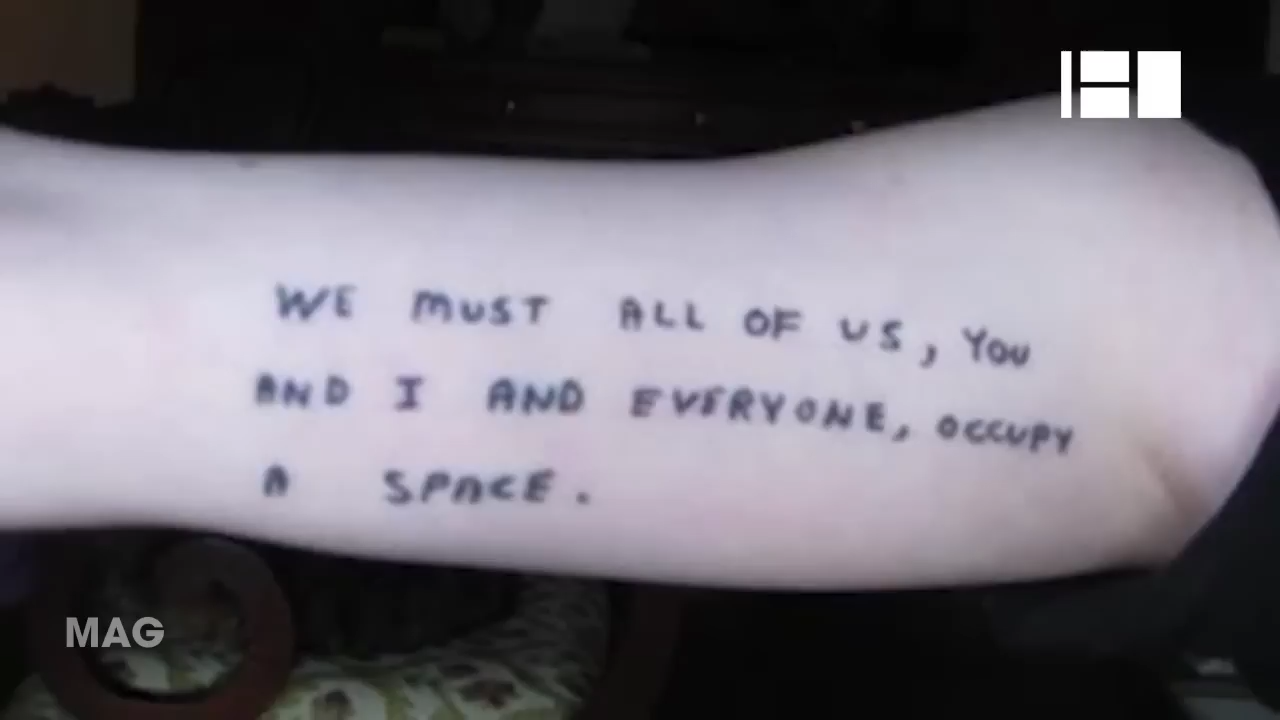 WE MUST ALL OF US, YOU
AND I AND EVERYONE, OCCUPY
A SPACE.
MAG